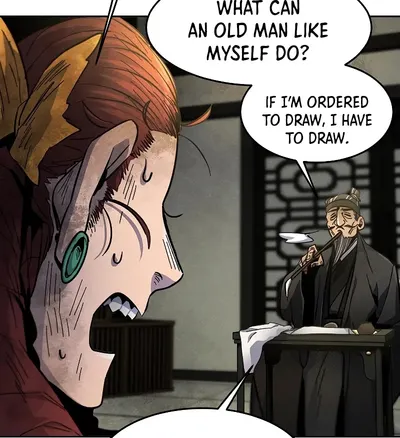 WHAT CAN
AN OLD MAN LIKE
MYSELF DO?
IF I'M ORDERED
TO DRAW, I HAVE
TO DRAW.